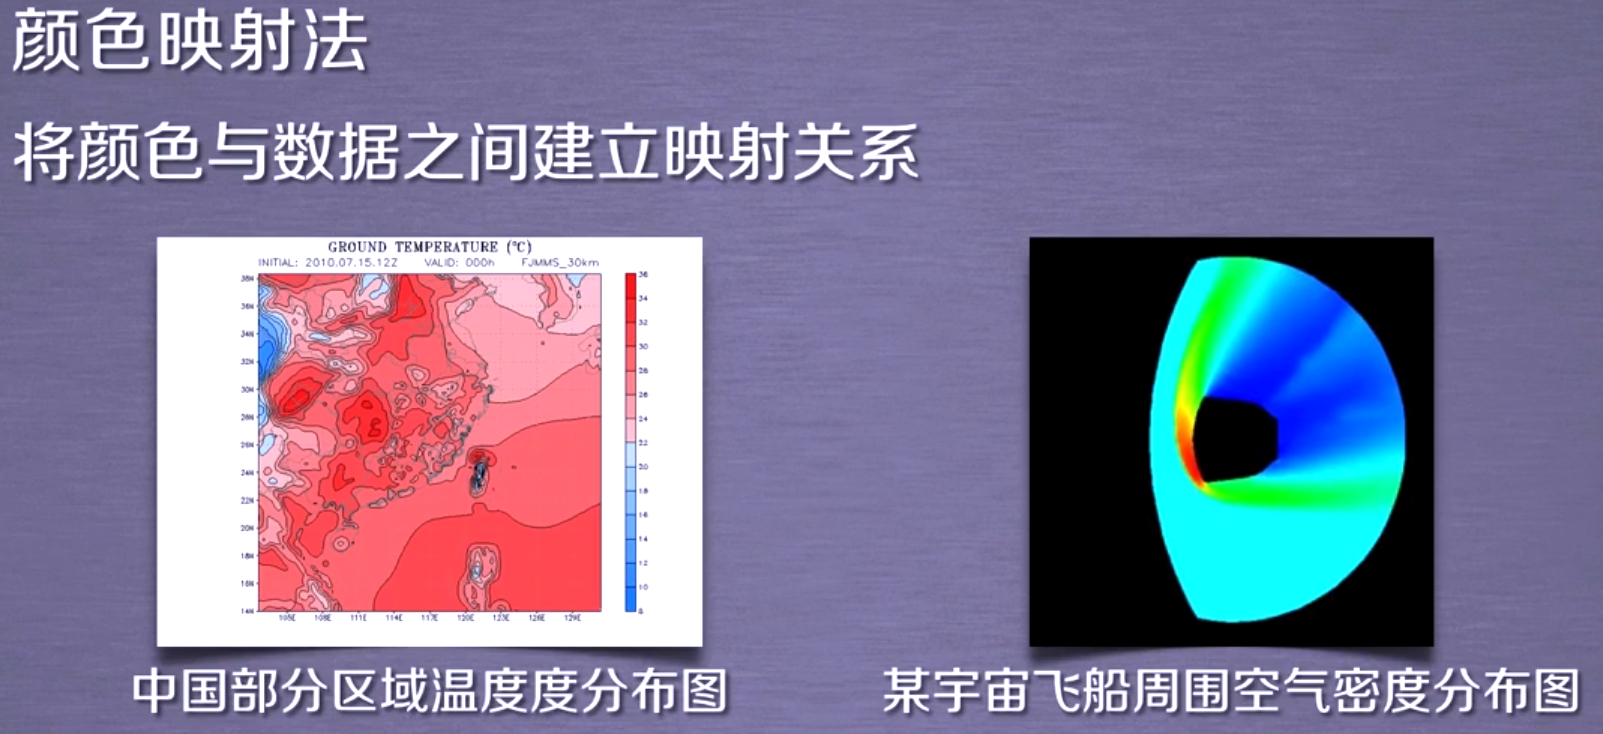 颜色映射法
将颜色与数据之间建立映射关系
GROUND TEMPERATURE (℃)
INITIAL: 2010.07.15.12Z VALID: 000h FJMMS_30km
38N
36N
34N
32N
30N
28N
26N
24N
22N
20N
18N
16N
14N
105E 108E 111E 114E 117E 120E 123E 126E 129E
36
34
32
30
28
26
24
22
20
18
16
14
12
10
8
中国部分区域温度度分布图
某宇宙飞船周围空气密度分布图